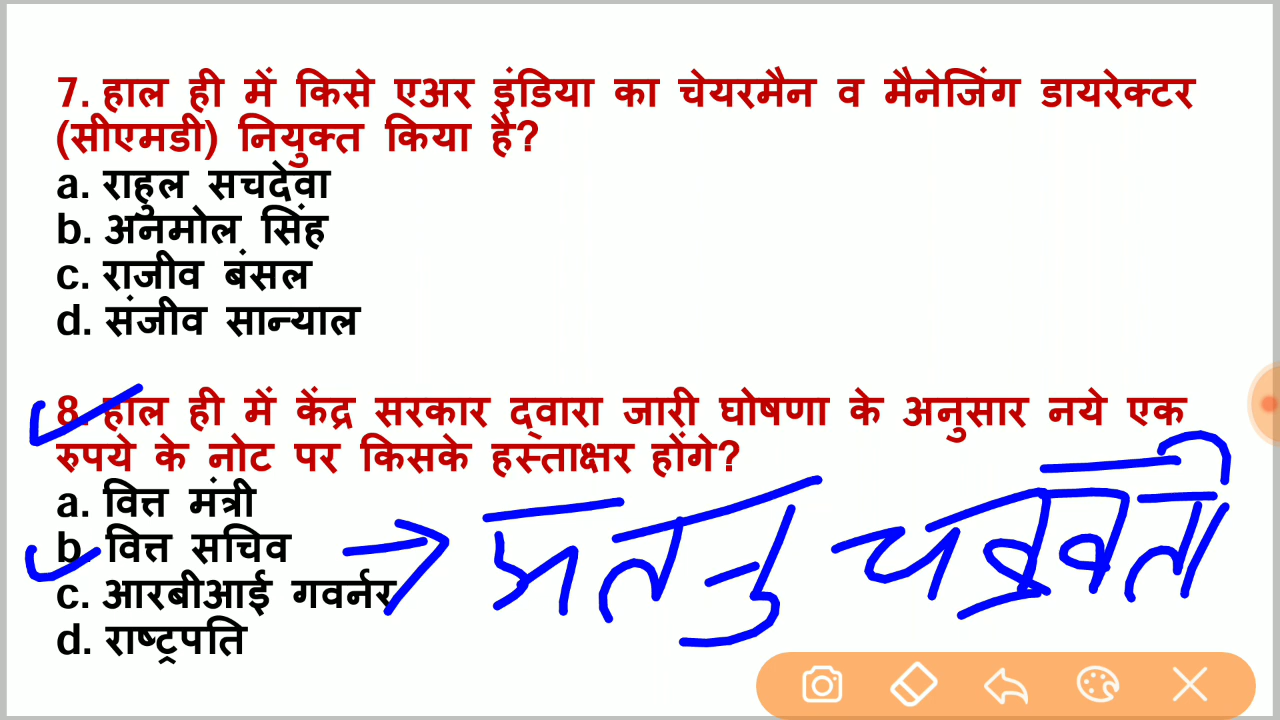 7. हाल ही में किसे एअर इंडिया का चेयरमैन व मैनेजिंग डायरेक्टर
(सीएमडी) नियुक्त किया है?
a. राहुल सचदेवा
b. अनमोल सिंह
c. राजीव बंसल
d. संजीव सान्याल
8. हाल ही में केंद्र सरकार द्वारा जारी घोषणा के अनुसार नये एक
रुपये के नोट पर किसके हस्ताक्षर होंगे?
a. वित्त मंत्री
b. वित्त सचिव
c. आरबीआई गवर्नर
d. राष्ट्रपति
अतनु चक्रवर्ती